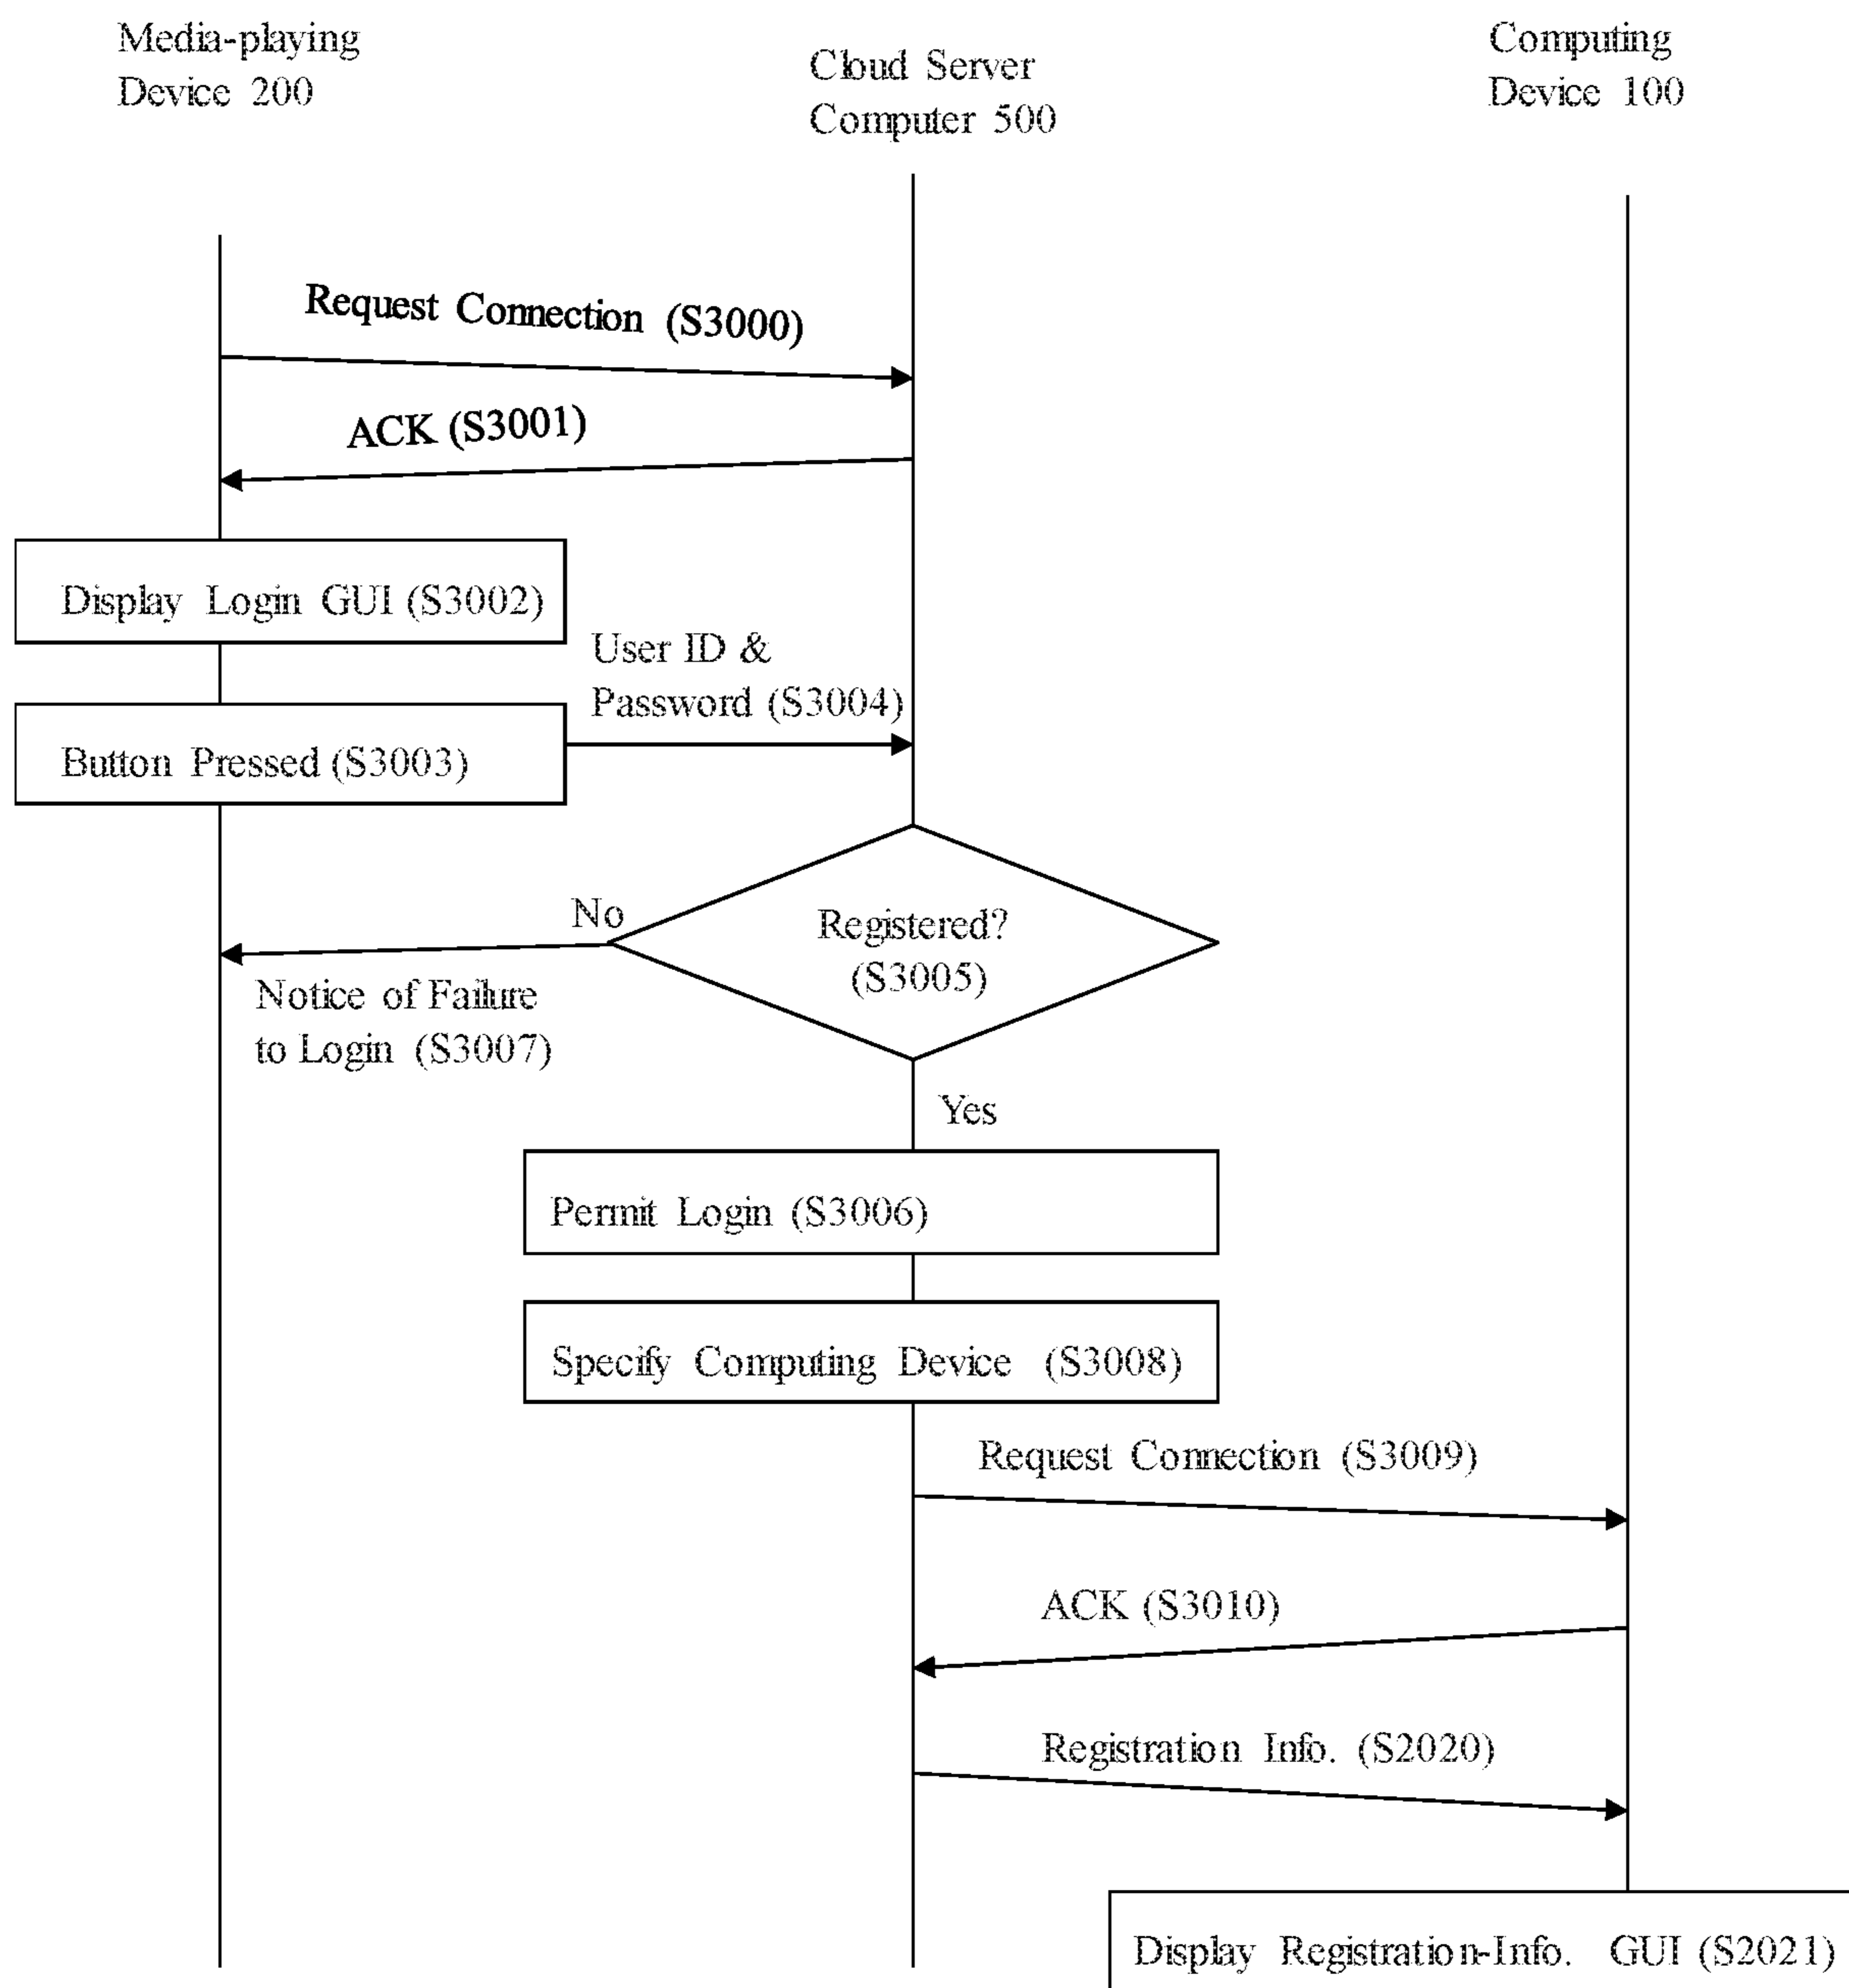 Media-playing
Device 200
Cloud Server
Computer 500
Computing
Device 100
Request Connection (S3000)
ACK (S3001)
Display Login GUI (S3002)
User ID &
Password (S3004)
Button Pressed (S3003)
No
Registered?
(S3005)
Notice of Failure
to Login (S3007)
Yes
Permit Login (S3006)
Specify Computing Device (S3008)
Request Connection (S3009)
ACK (S3010)
Registration Info. (S2020)
Display Registration-Info. GUI (S2021)